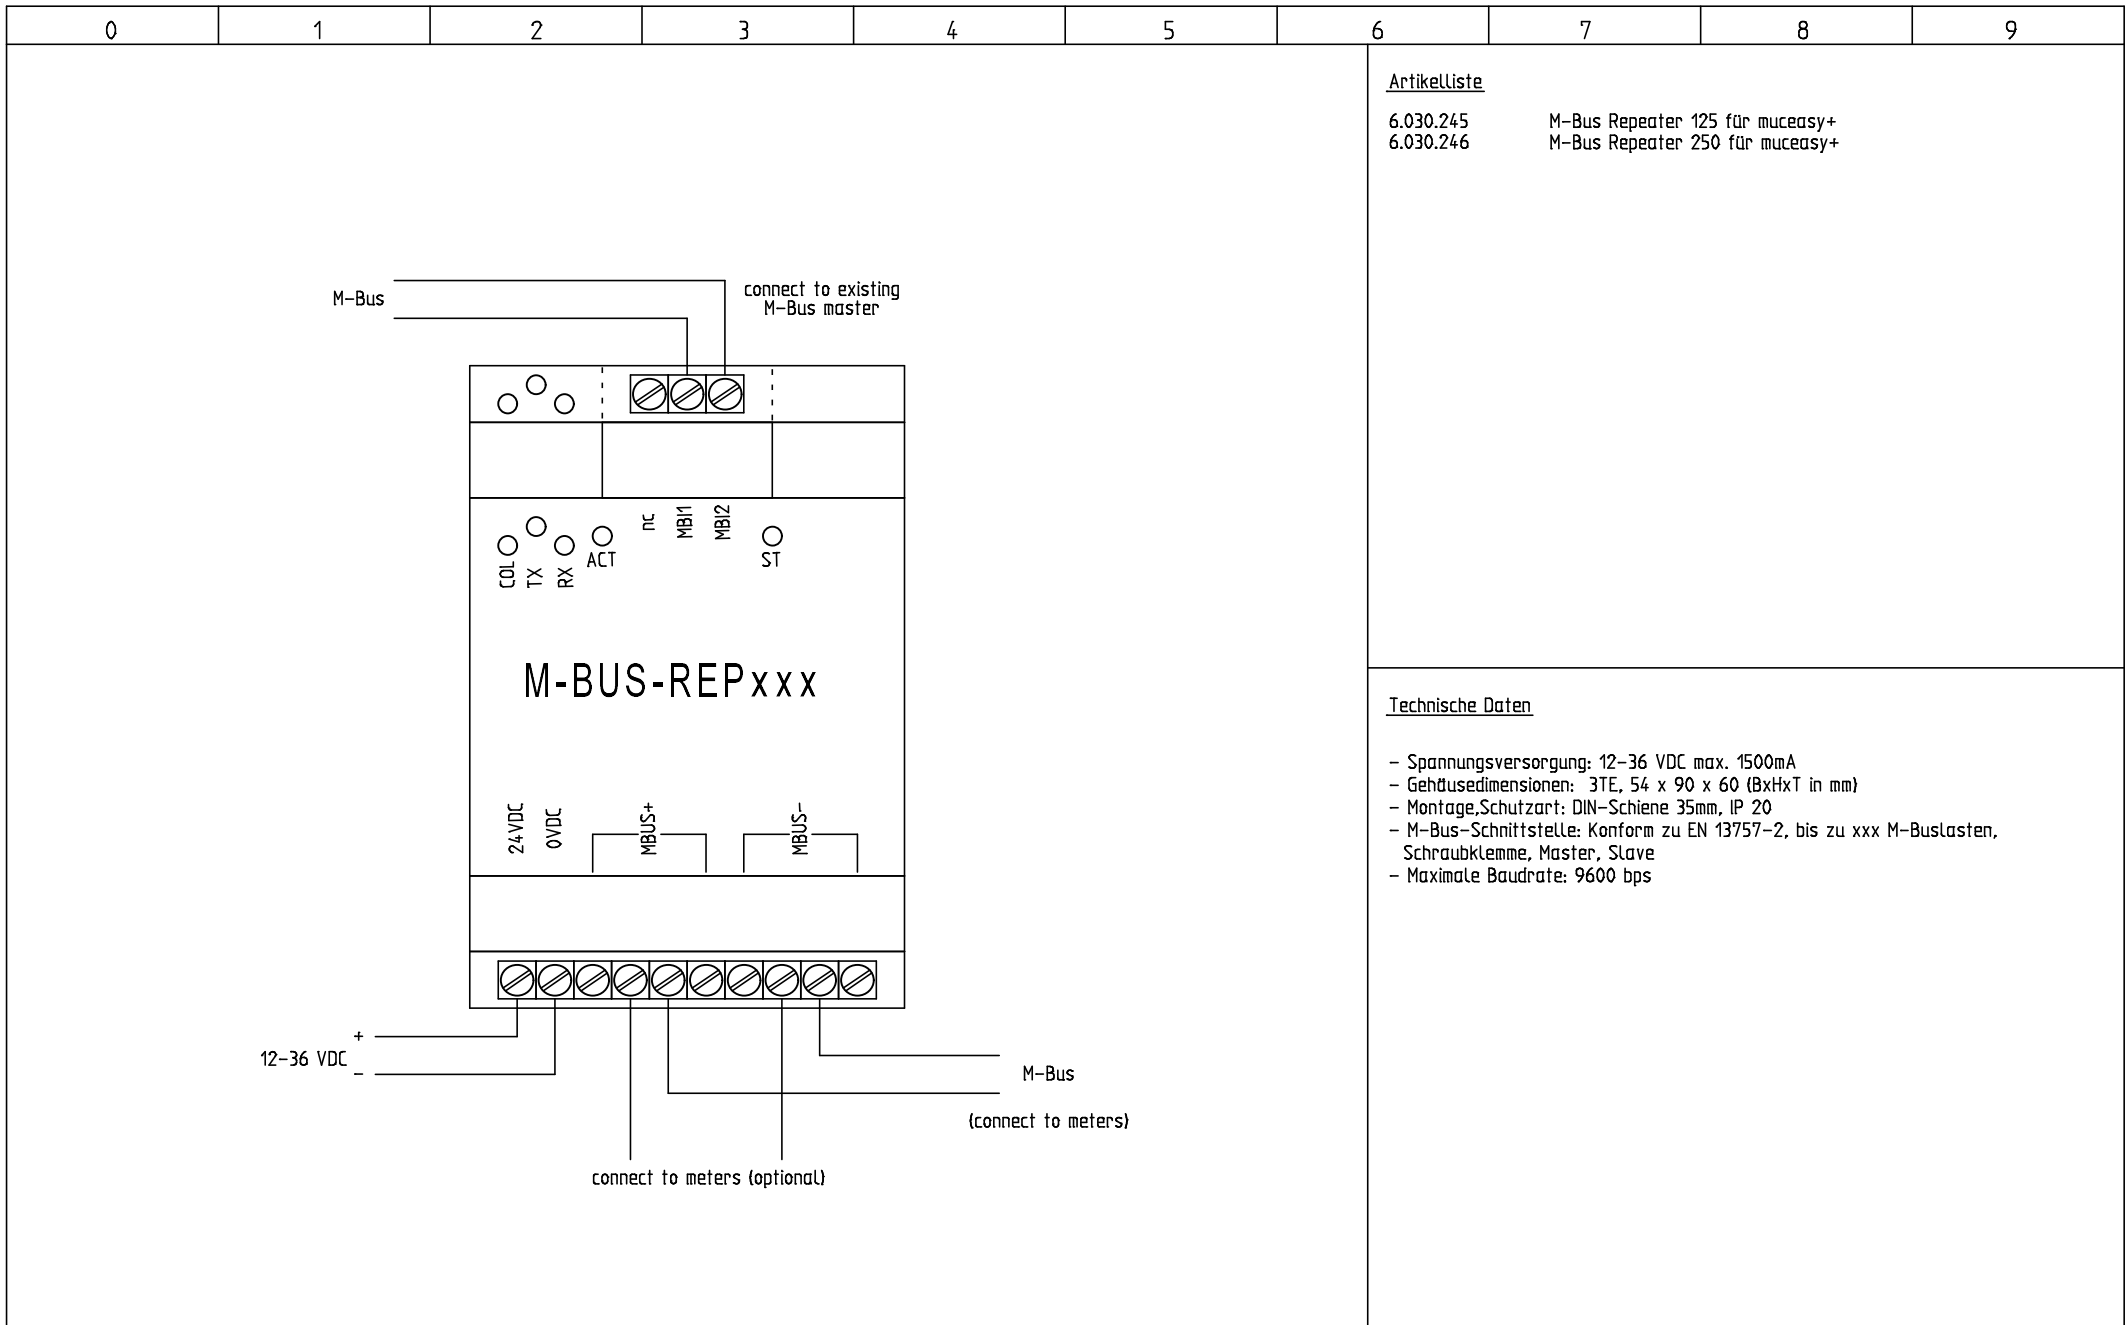 0 1 2 3 4 5 6 7 8 9
Artikelliste
6.030.245 M-Bus Repeater 125 für muceasy+
6.030.246 M-Bus Repeater 250 für muceasy+
M-Bus
connect to existing
M-Bus master
nc
MBI1
MBI2
COL
TX
RX
ACT
ST
M-BUS-REPxxx
24VDC
0VDC
MBUS+
MBUS-
+
12-36 VDC
-
M-Bus
(connect to meters)
connect to meters (optional)
Technische Daten
- Spannungsversorgung: 12-36 VDC max. 1500mA
- Gehäusedimensionen: 3TE, 54 x 90 x 60 (BxHxT in mm)
- Montage,Schutzart: DIN-Schiene 35mm, IP 20
- M-Bus-Schnittstelle: Konform zu EN 13757-2, bis zu xxx M-Buslasten,
Schraubklemme, Master, Slave
- Maximale Baudrate: 9600 bps